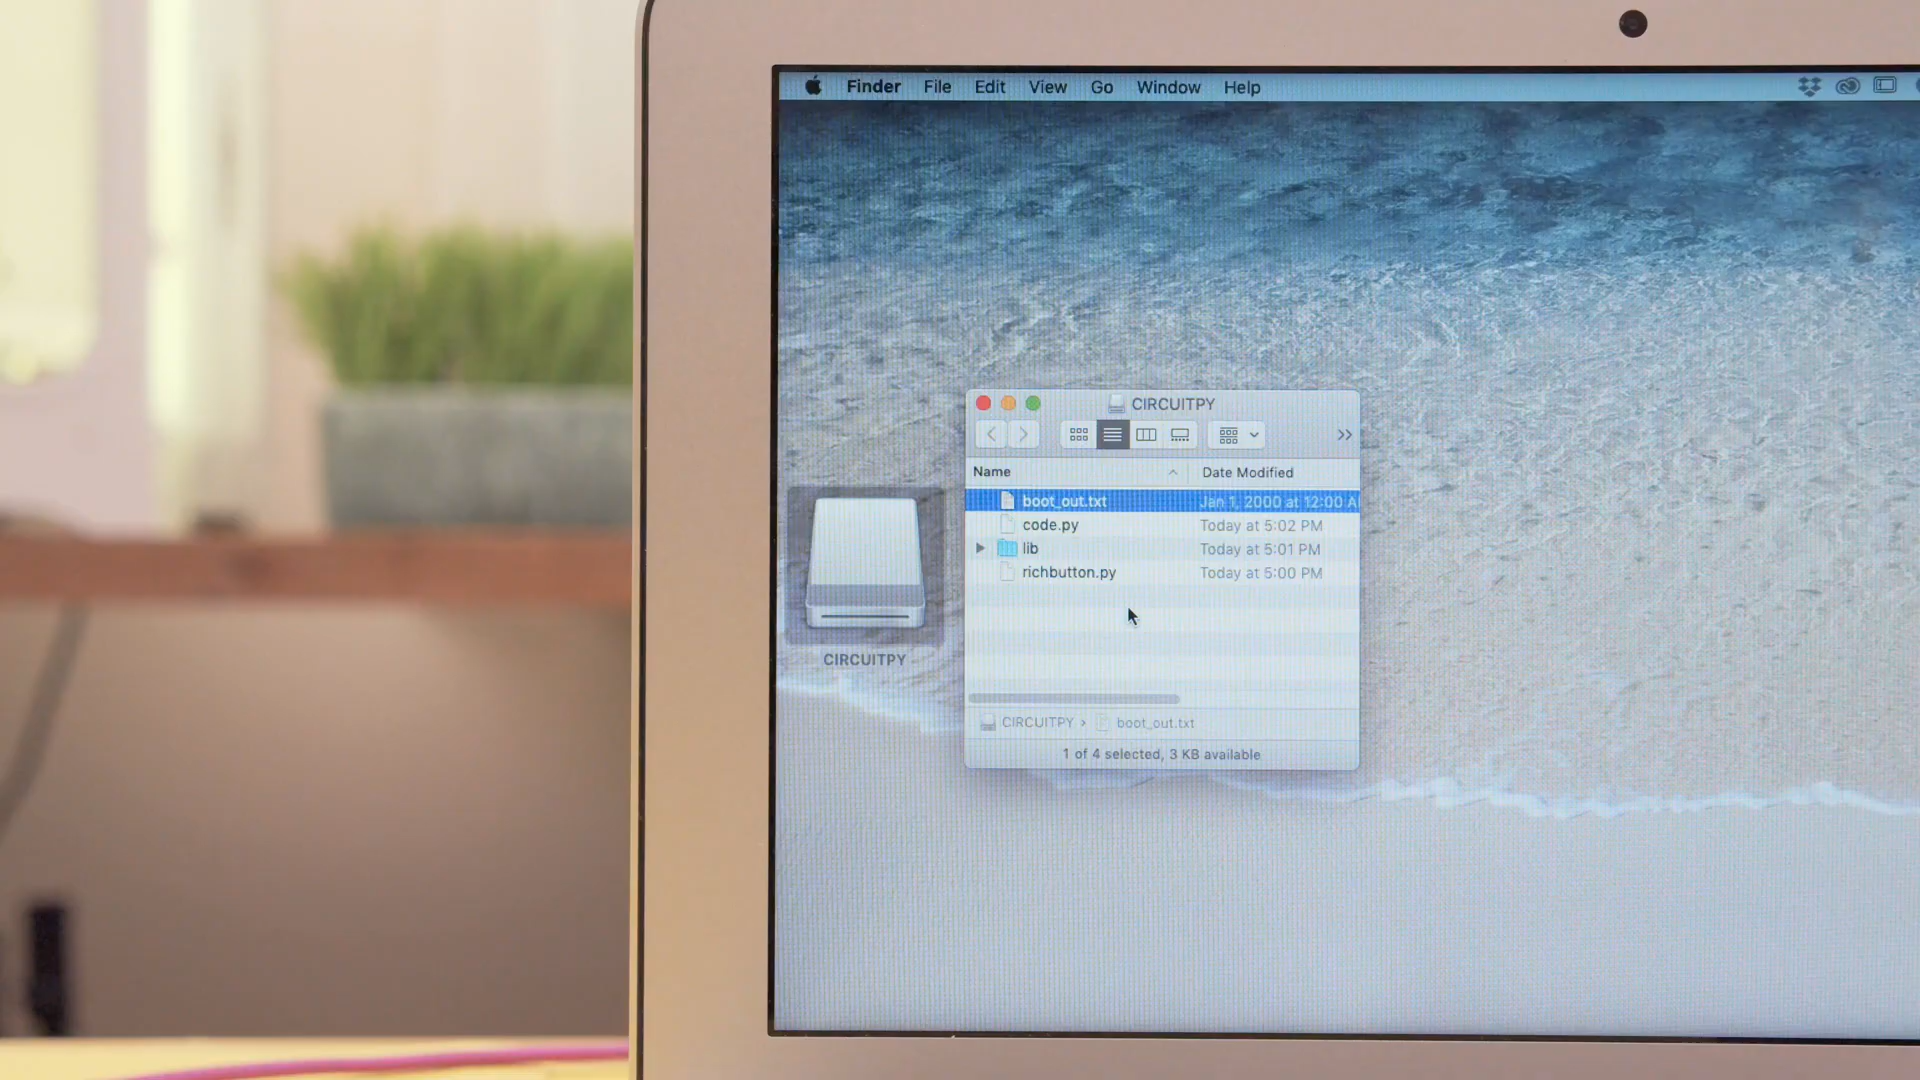 Finder File Edit View Go Window Help
CIRCUITPY
Name Date Modified
boot_out.txt Jan 1, 2000 at 12:00 A
code.py Today at 5:02 PM
lib Today at 5:01 PM
richbutton.py Today at 5:00 PM
CIRCUITPY
CIRCUITPY › boot_out.txt
1 of 4 selected, 3 KB available